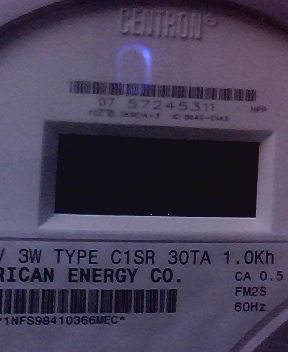 CENTRON®
07 57245311
3W TYPE C1SR 30TA 1.0Kh
RICAN ENERGY CO.
CA 0.5
FM2S
60Hz
*1NFS98410366MEC*